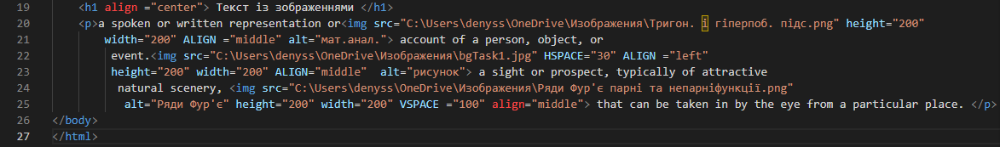 19 <h1 align ="center"> Текст із зображеннями </h1>
20 <p>a spoken or written representation or<img src="C:\Users\denyss\OneDrive\Изображения\Тригон. і гіперпоб. підс.png" height="200"
21 width="200" ALIGN ="middle" alt="мат.анал."> account of a person, object, or
22 event.<img src="C:\Users\denyss\OneDrive\Изображения\bgTask1.jpg" HSPACE="30" ALIGN ="left"
23 height="200" width="200" ALIGN="middle"  alt="рисунок"> a sight or prospect, typically of attractive
24 natural scenery, <img src="C:\Users\denyss\OneDrive\Изображения\Ряди Фур'є парні та непарніфункції.png"
25 alt="Ряди Фур'є" height="200" width="200" VSPACE ="100" align="middle"> that can be taken in by the eye from a particular place. </p>
26 </body>
27 </html>